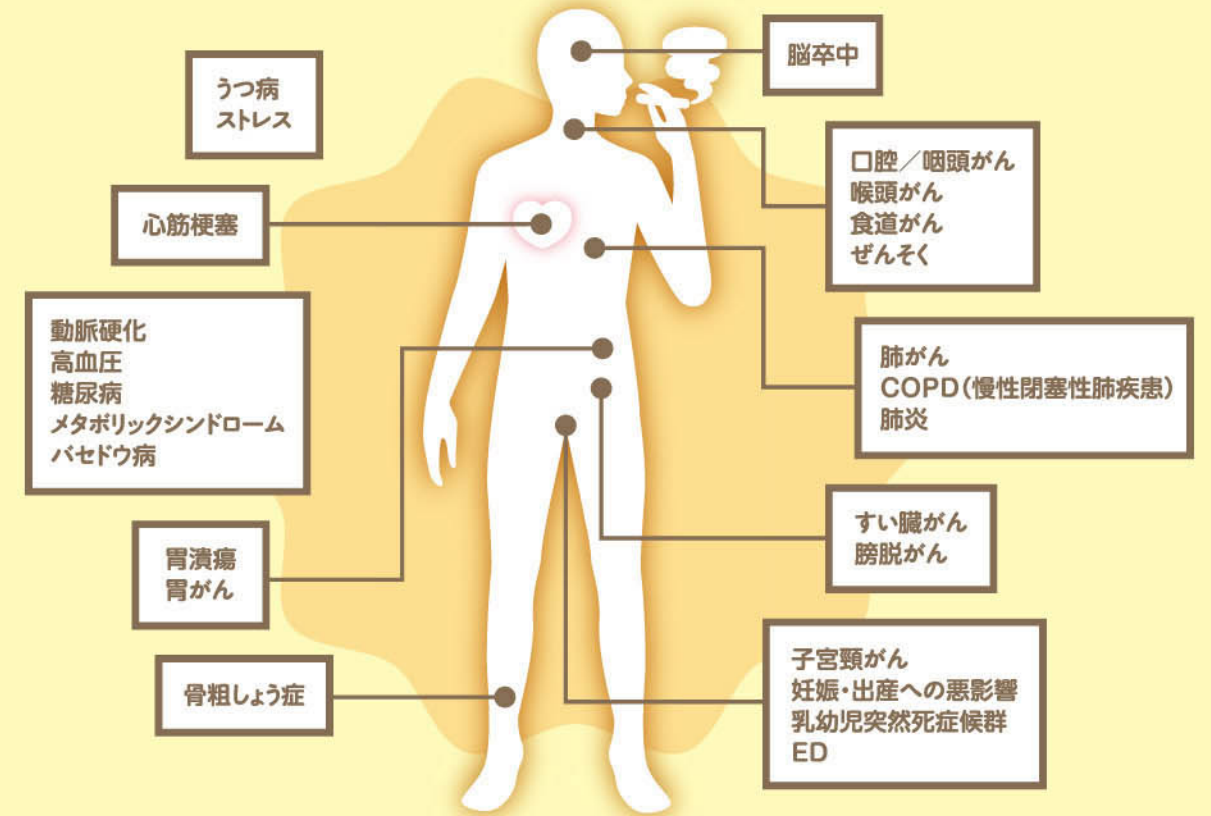 うつ病
ストレス
心筋梗塞
動脈硬化
高血圧
糖尿病
メタボリックシンドローム
バセドウ病
胃潰瘍
胃がん
骨粗しょう症
脳卒中
口腔／咽頭がん
喉頭がん
食道がん
ぜんそく
肺がん
COPD(慢性閉塞性肺疾患)
肺炎
すい臓がん
膀脱がん
子宮頸がん
妊娠・出産への悪影響
乳幼児突然死症候群
ED